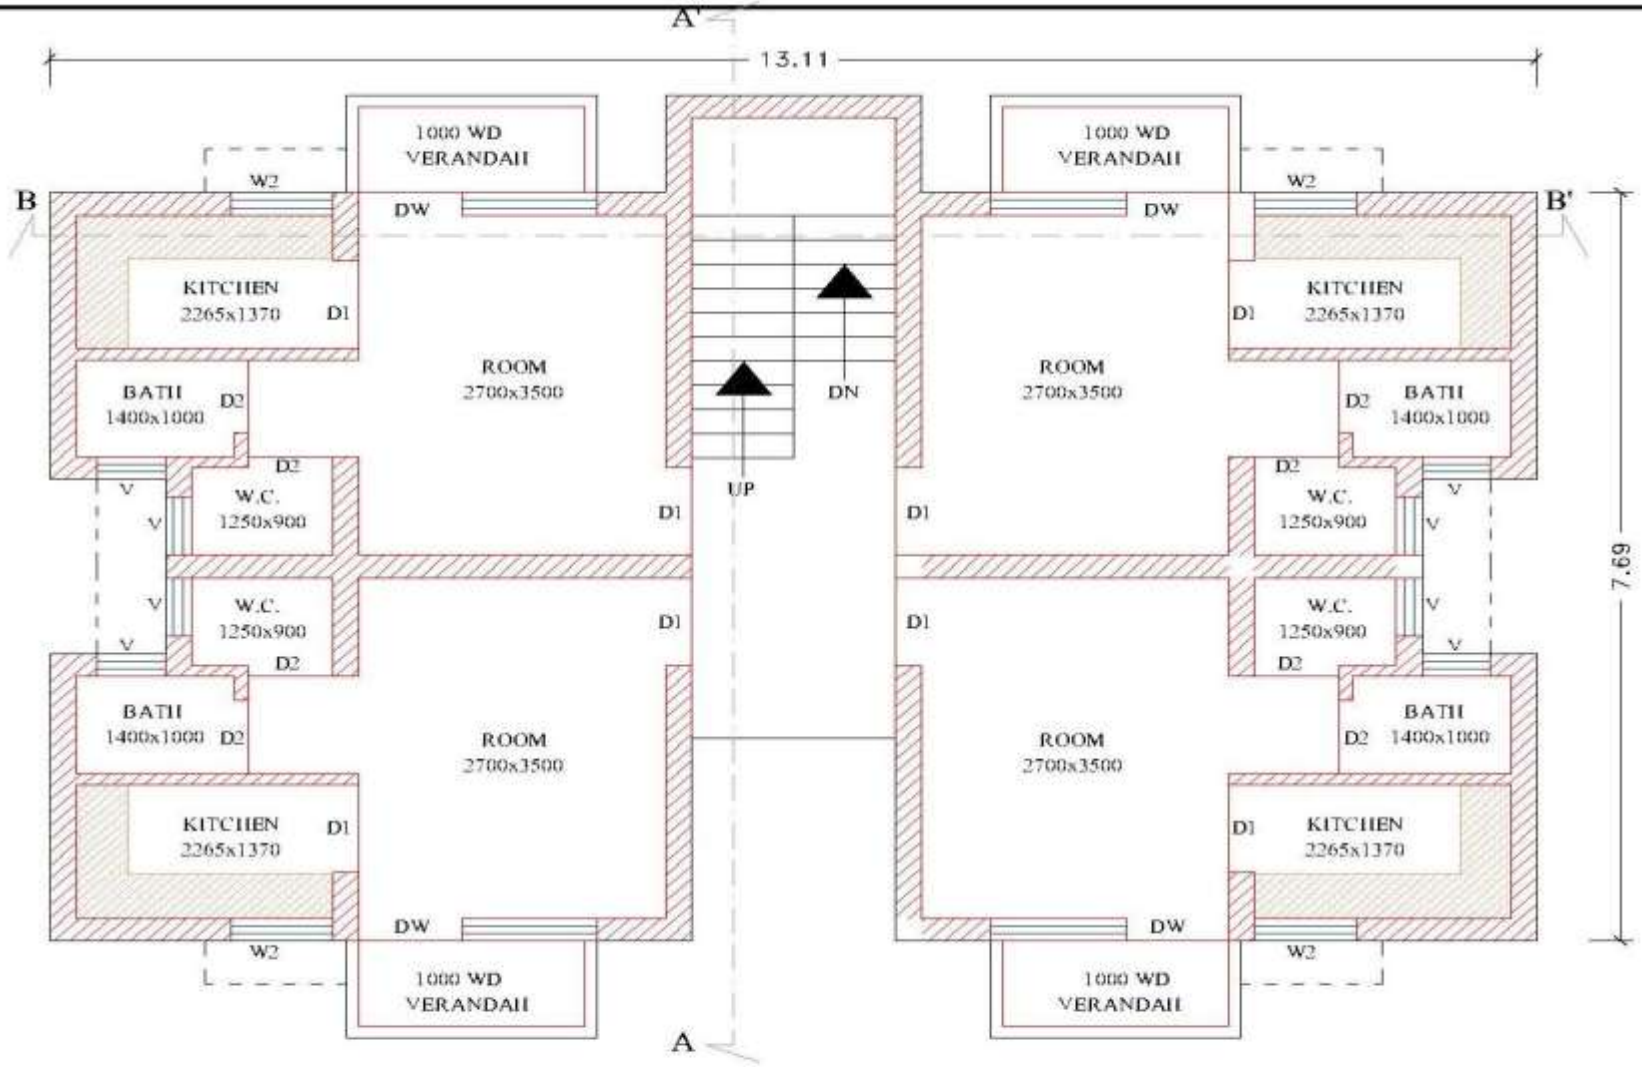 A'
13.11
1000 WD
VERANDAH
1000 WD
VERANDAH
W2
W2
B
B'
DW
DW
KITCHEN
2265x1370
D1
D1
KITCHEN
2265x1370
ROOM
2700x3500
ROOM
2700x3500
BATH
1400x1000
D2
DN
D2
BATH
1400x1000
D2
D2
UP
V
V
W.C.
1250x900
W.C.
1250x900
V
V
D1
D1
7.69
W.C.
1250x900
W.C.
1250x900
V
V
D1
D1
V
V
D2
D2
BATH
1400x1000
D2
D2
BATH
1400x1000
ROOM
2700x3500
ROOM
2700x3500
KITCHEN
2265x1370
D1
D1
KITCHEN
2265x1370
DW
DW
W2
W2
1000 WD
VERANDAH
1000 WD
VERANDAH
A